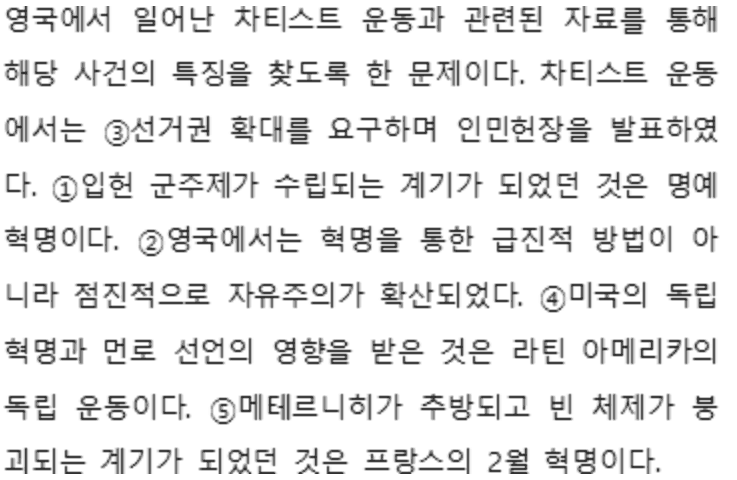 영국에서 일어난 차티스트 운동과 관련된 자료를 통해
해당 사건의 특징을 찾도록 한 문제이다. 차티스트 운동
에서는 ③선거권 확대를 요구하며 인민헌장을 발표하였
다. ①입헌 군주제가 수립되는 계기가 되었던 것은 명예
혁명이다. ②영국에서는 혁명을 통한 급진적 방법이 아
니라 점진적으로 자유주의가 확산되었다. ④미국의 독립
혁명과 먼로 선언의 영향을 받은 것은 라틴 아메리카의
독립 운동이다. ⑤메테르니히가 추방되고 빈 체제가 붕
괴되는 계기가 되었던 것은 프랑스의 2월 혁명이다.